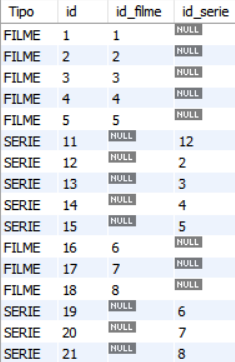 Tipo id id_filme id_serie
FILME 1 1 NULL
FILME 2 2 NULL
FILME 3 3 NULL
FILME 4 4 NULL
FILME 5 5 NULL
SERIE 11 NULL 12
SERIE 12 NULL 2
SERIE 13 NULL 3
SERIE 14 NULL 4
SERIE 15 NULL 5
FILME 16 6 NULL
FILME 17 7 NULL
FILME 18 8 NULL
SERIE 19 NULL 6
SERIE 20 NULL 7
SERIE 21 NULL 8